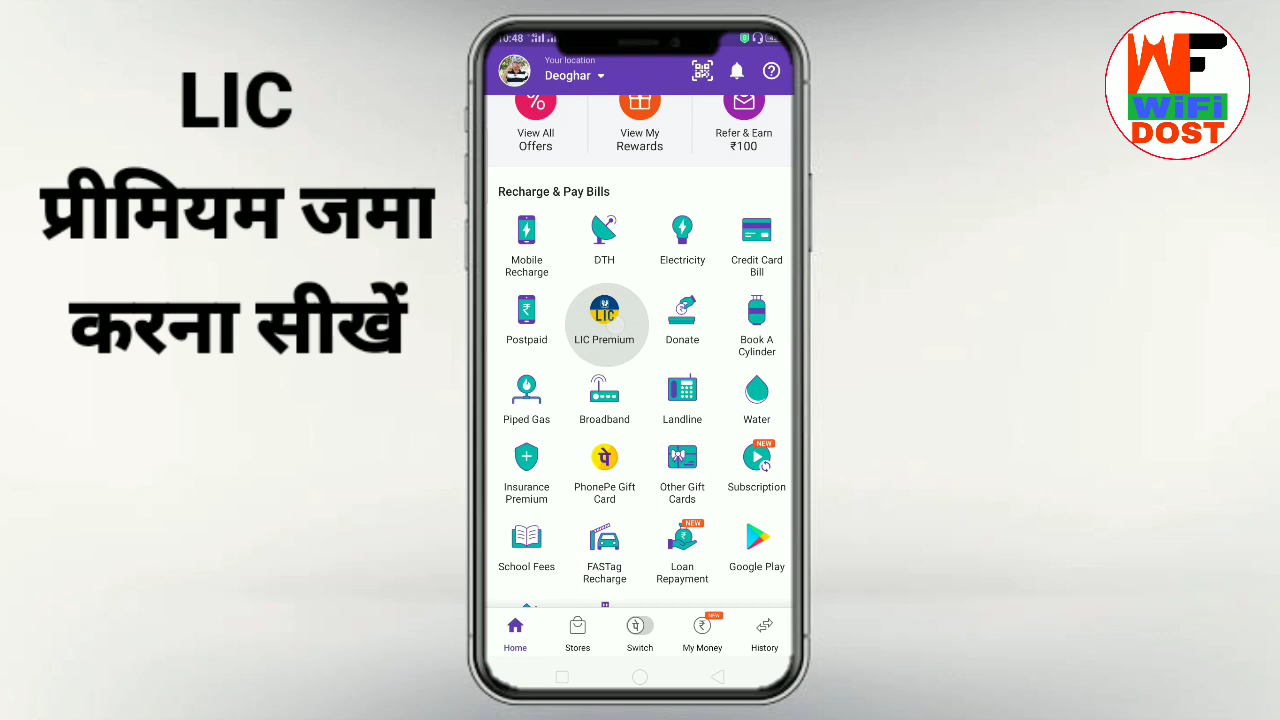 LIC
प्रीमियम जमा
करना सीखें
10:48
Your location
Deoghar
View All Offers
View My Rewards
Refer & Earn ₹100
Recharge & Pay Bills
Mobile Recharge
DTH
Electricity
Credit Card Bill
Postpaid
LIC
LIC Premium
Donate
Book A Cylinder
Piped Gas
Broadband
Landline
Water
Insurance Premium
पे
PhonePe Gift Card
Other Gift Cards
NEW
Subscription
School Fees
FASTag Recharge
NEW
Loan Repayment
Google Play
Home
Stores
पे
Switch
NEW
My Money
History
WF
WiFi
DOST